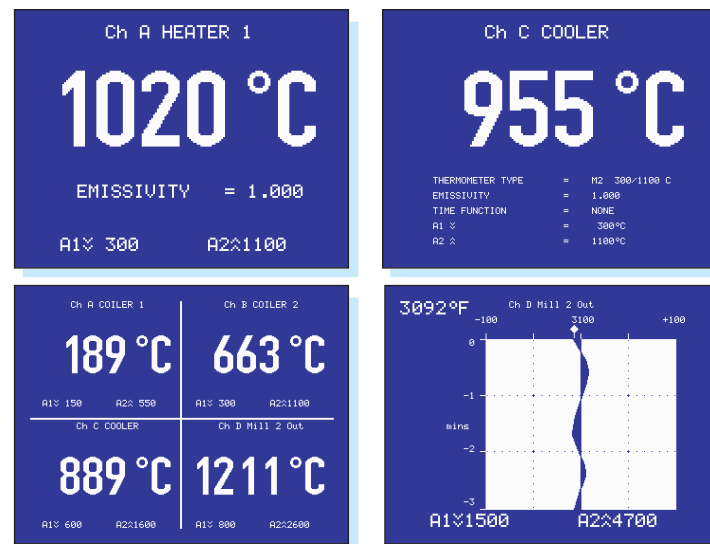 Ch A HEATER 1
1020 °C
EMISSIVITY = 1.000
A1⩔ 300 A2⩓1100
Ch C COOLER
955 °C
THERMOMETER TYPE = M2 300/1100 C
EMISSIVITY = 1.000
TIME FUNCTION = NONE
A1 ⩔ = 300°C
A2 ⩓ = 1100°C
Ch A COILER 1
189 °C
A1⩔ 150 A2⩓ 550
Ch B COILER 2
663 °C
A1⩔ 300 A2⩓1100
Ch C COOLER
889 °C
A1⩔ 600 A2⩓1600
Ch D Mill 2 Out
1211 °C
A1⩔ 800 A2⩓2600
3092°F Ch D Mill 2 Out
-100 3100 +100
0
-1
mins
-2
-3
A1⩔1500 A2⩓4700